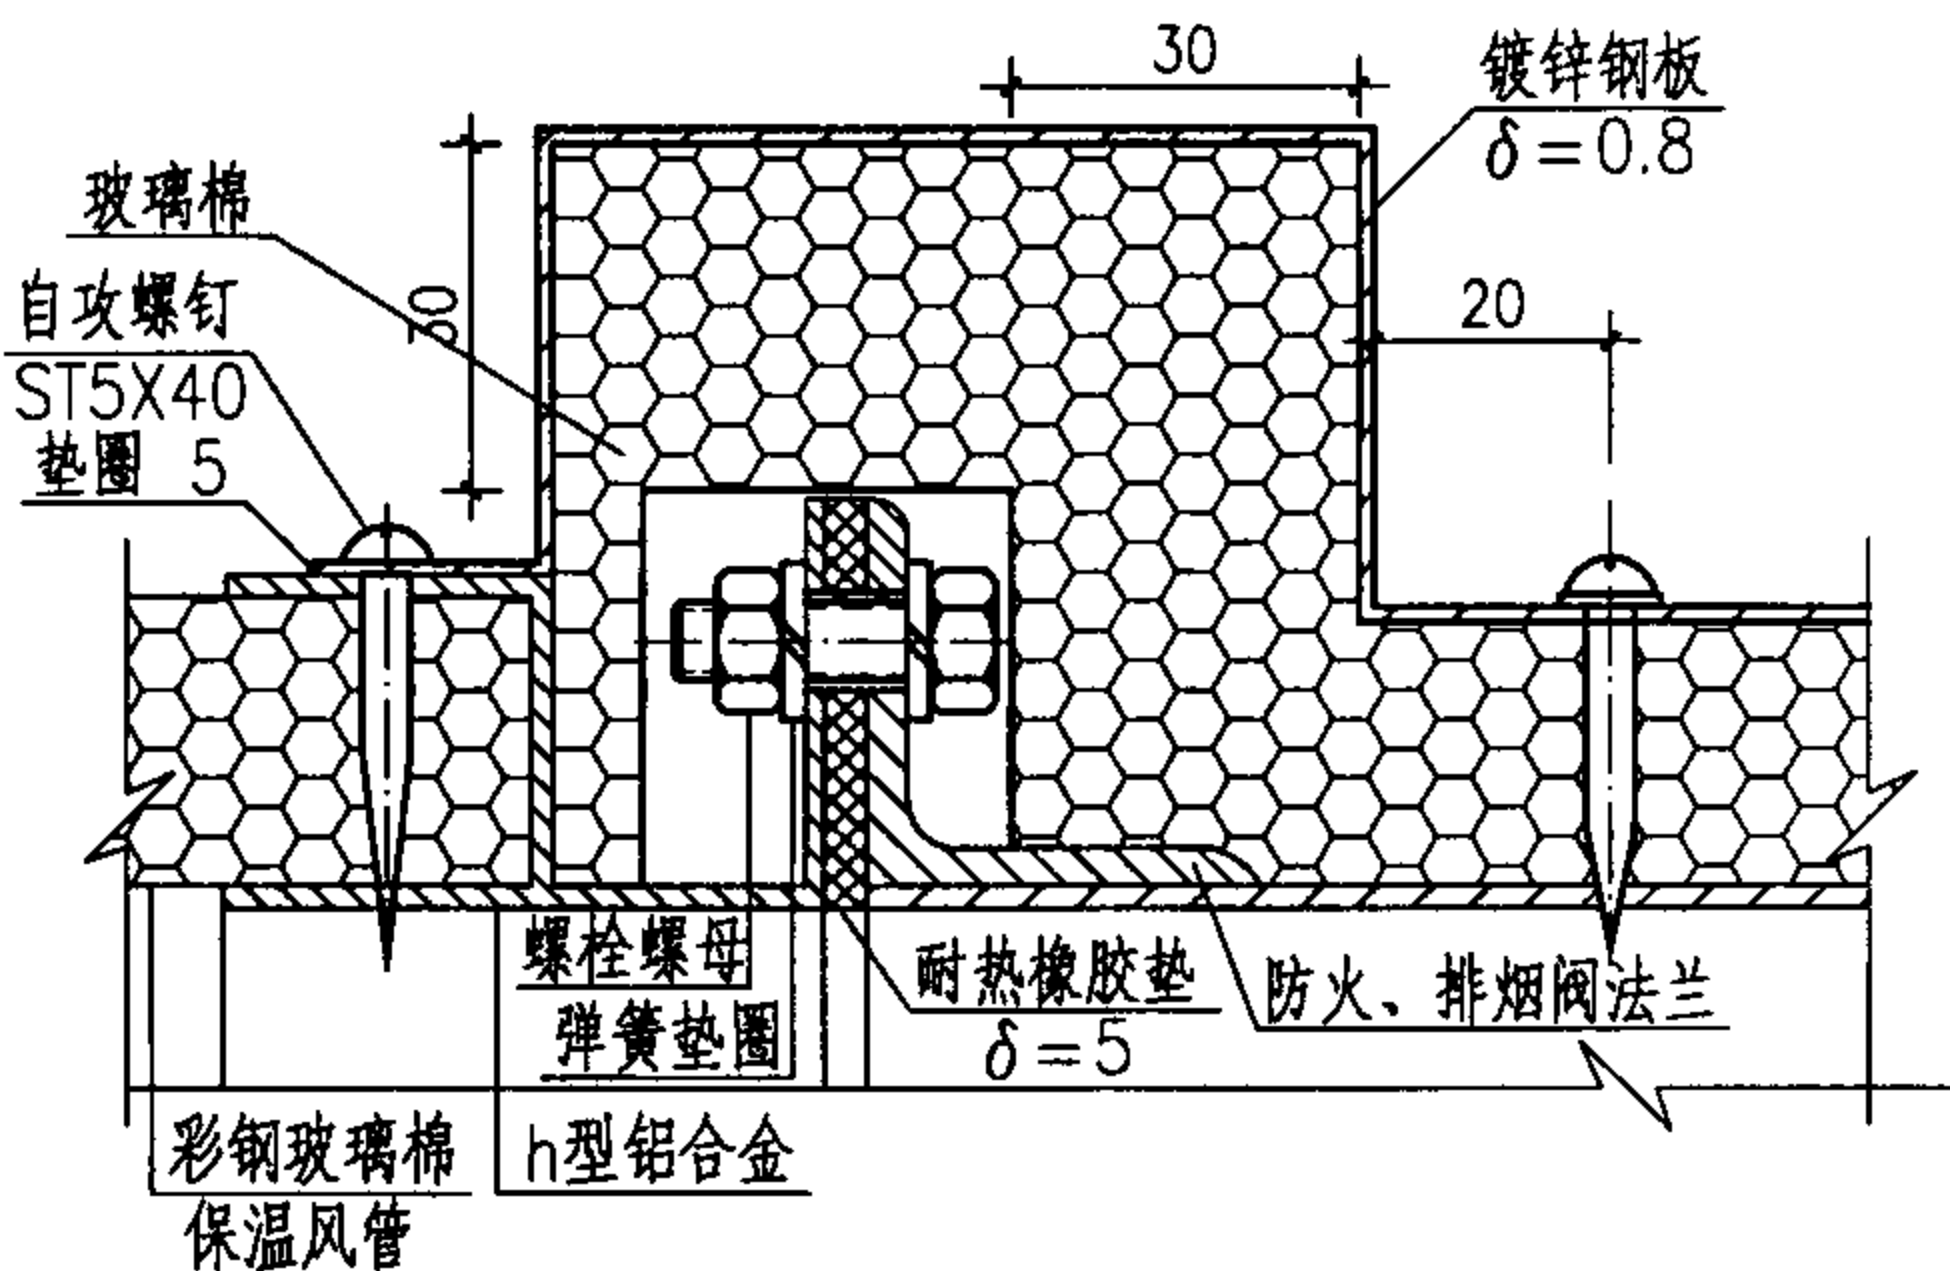 30
镀锌钢板
δ=0.8
玻璃棉
30
自攻螺钉
ST5X40
垫圈 5
20
螺栓螺母
弹簧垫圈
耐热橡胶垫
δ=5
防火、排烟阀法兰
彩钢玻璃棉
保温风管
h型铝合金